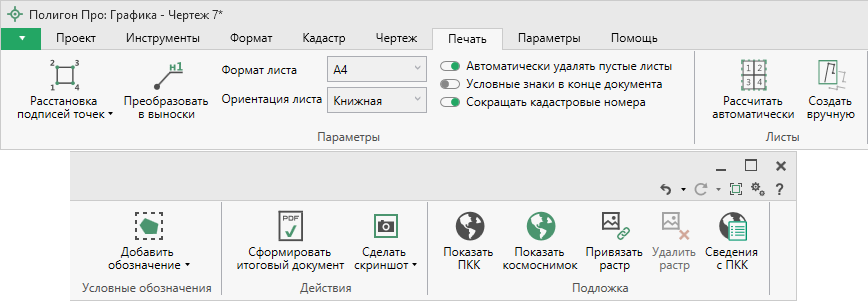 Полигон Про: Графика - Чертеж 7*
Проект Инструменты Формат Кадастр Чертеж Печать Параметры Помощь
1 2
3 4
Расстановка
подписей точек
н1
Преобразовать
в выноски
Формат листа A4
Ориентация листа Книжная
Автоматически удалять пустые листы
Условные знаки в конце документа
Сокращать кадастровые номера
Параметры
1 2
3 4
Рассчитать
автоматически
Создать
вручную
Листы
?
Добавить
обозначение
Условные обозначения
PDF
Сформировать
итоговый документ
Сделать
скриншот
Действия
Показать
ПКК
Показать
космоснимок
Привязать
растр
Удалить
растр
Сведения
с ПКК
Подложка